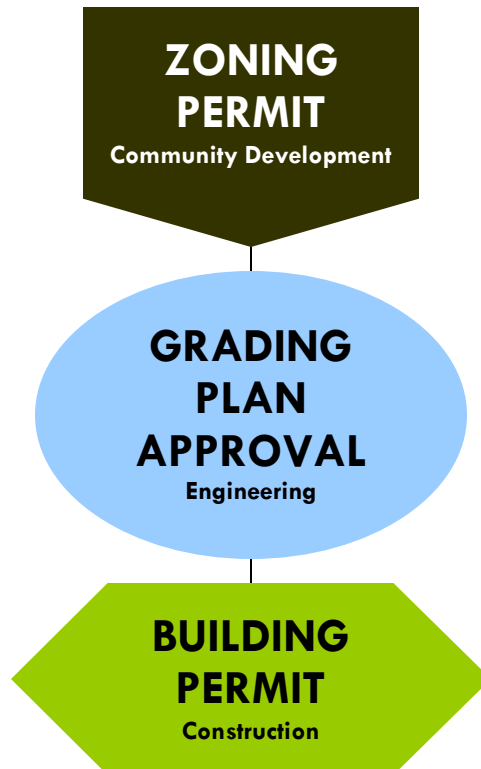 ZONING
PERMIT
Community Development
GRADING
PLAN
APPROVAL
Engineering
BUILDING
PERMIT
Construction